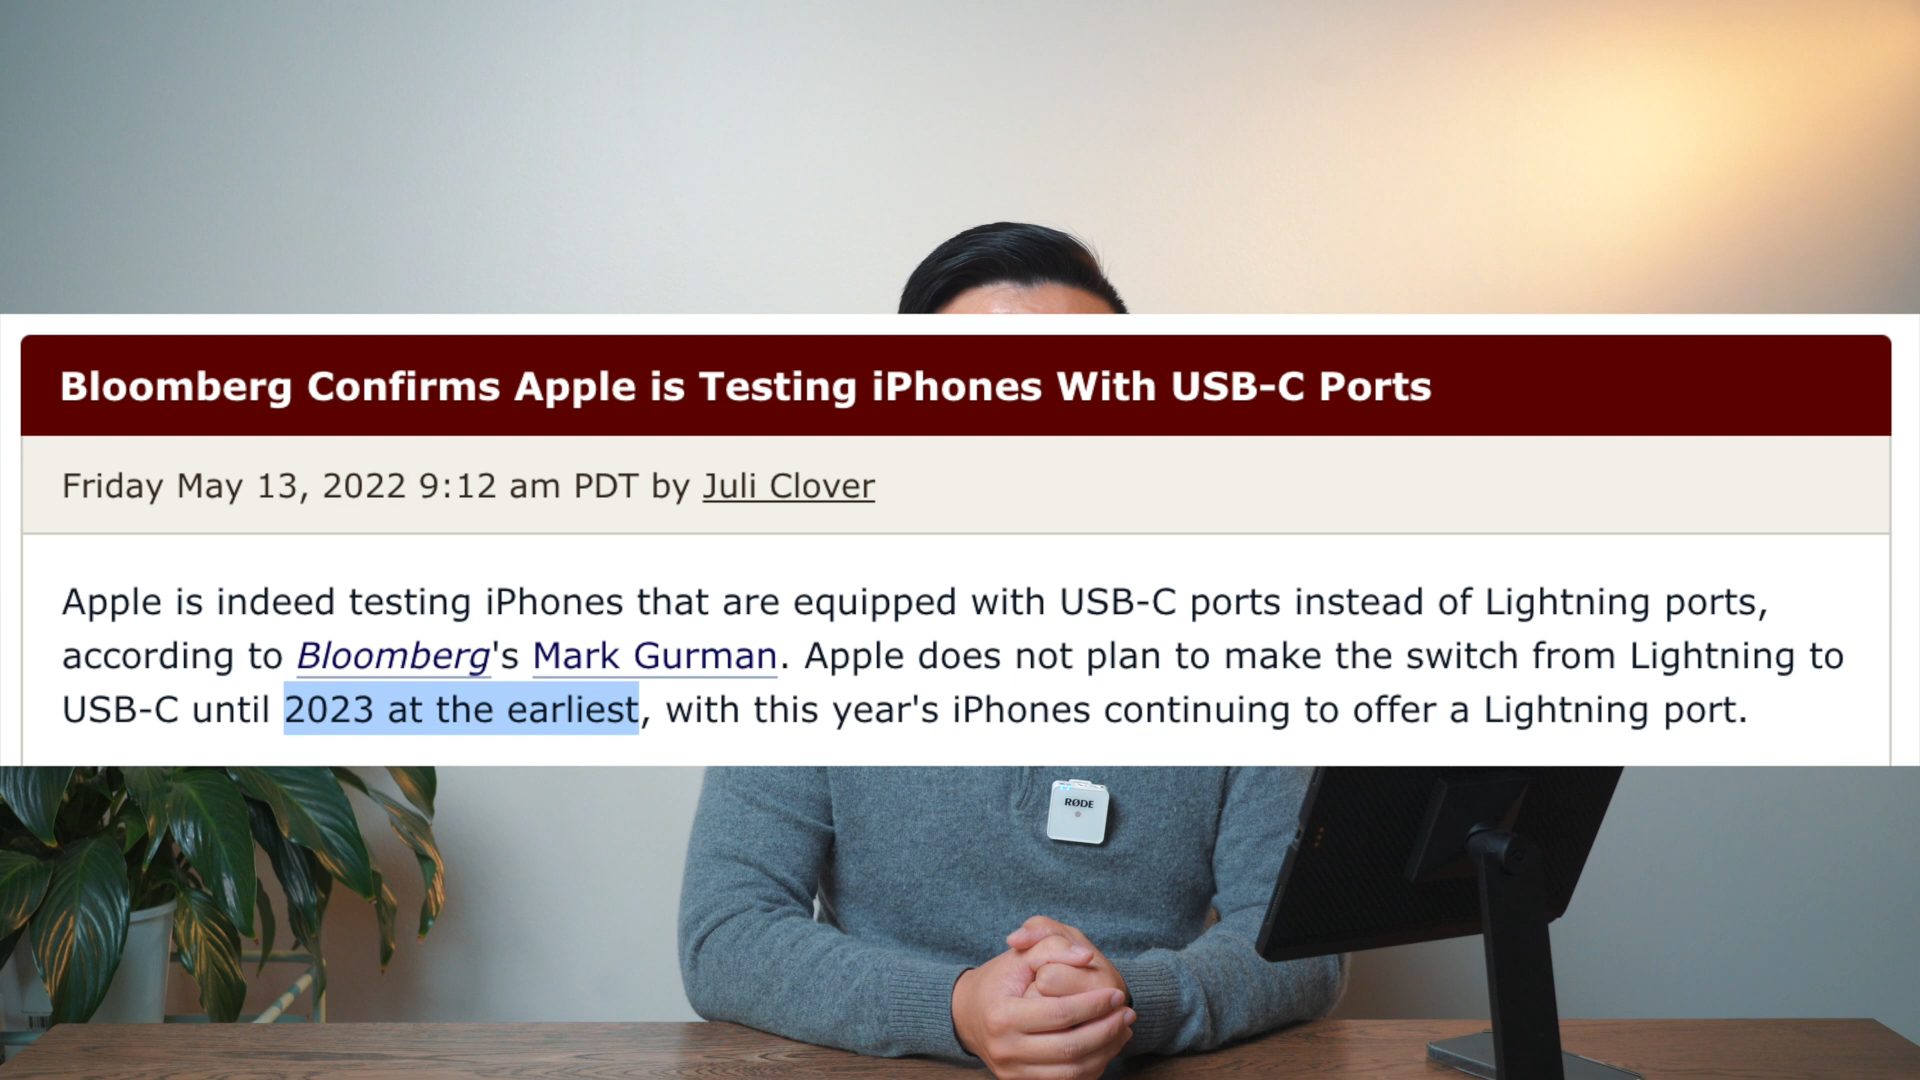 Bloomberg Confirms Apple is Testing iPhones With USB-C Ports
Friday May 13, 2022 9:12 am PDT by Juli Clover
Apple is indeed testing iPhones that are equipped with USB-C ports instead of Lightning ports,
according to Bloomberg's Mark Gurman. Apple does not plan to make the switch from Lightning to
USB-C until 2023 at the earliest, with this year's iPhones continuing to offer a Lightning port.
RØDE